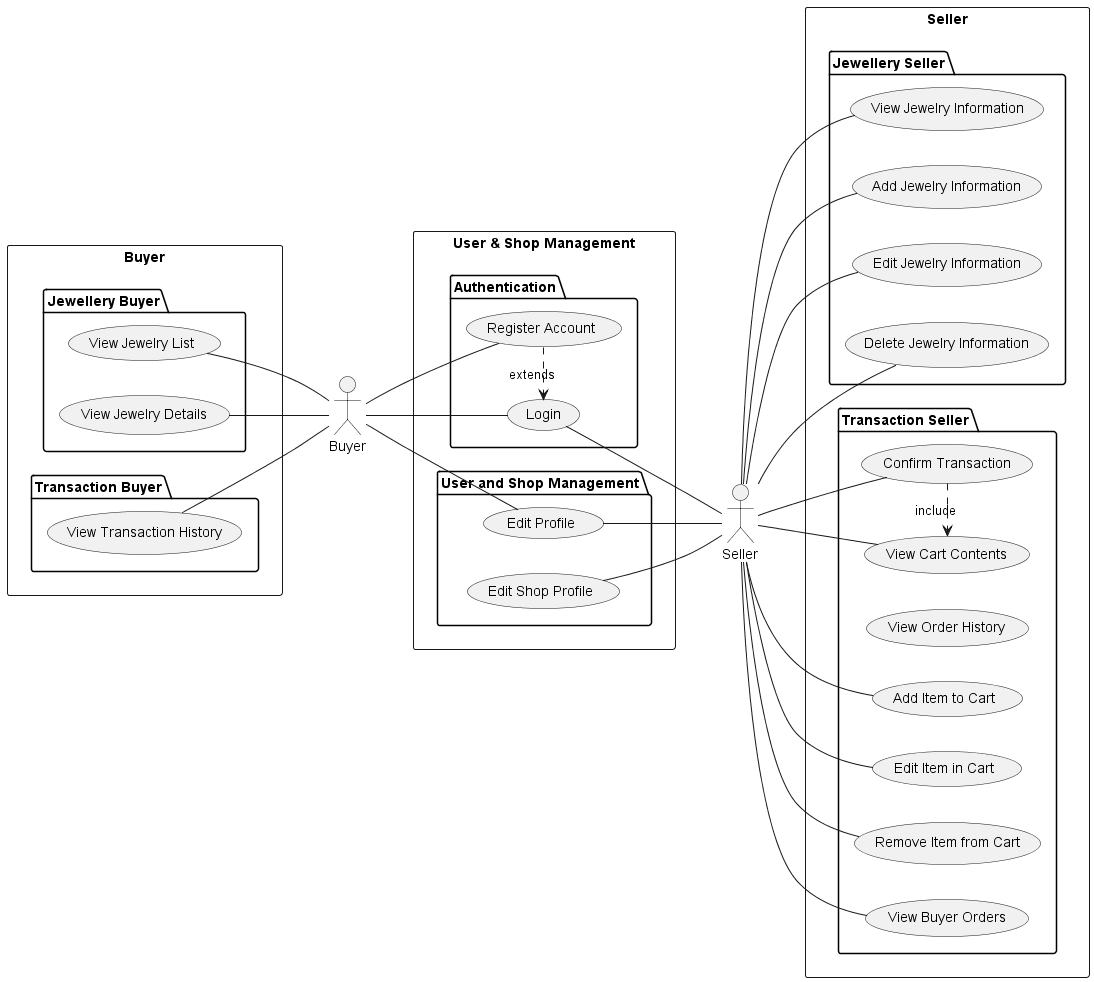 Buyer
Jewellery Buyer
View Jewelry List
View Jewelry Details
Transaction Buyer
View Transaction History
Buyer
User & Shop Management
Authentication
Register Account
extends
Login
User and Shop Management
Edit Profile
Edit Shop Profile
Seller
Seller
Jewellery Seller
View Jewelry Information
Add Jewelry Information
Edit Jewelry Information
Delete Jewelry Information
Transaction Seller
Confirm Transaction
include
View Cart Contents
View Order History
Add Item to Cart
Edit Item in Cart
Remove Item from Cart
View Buyer Orders